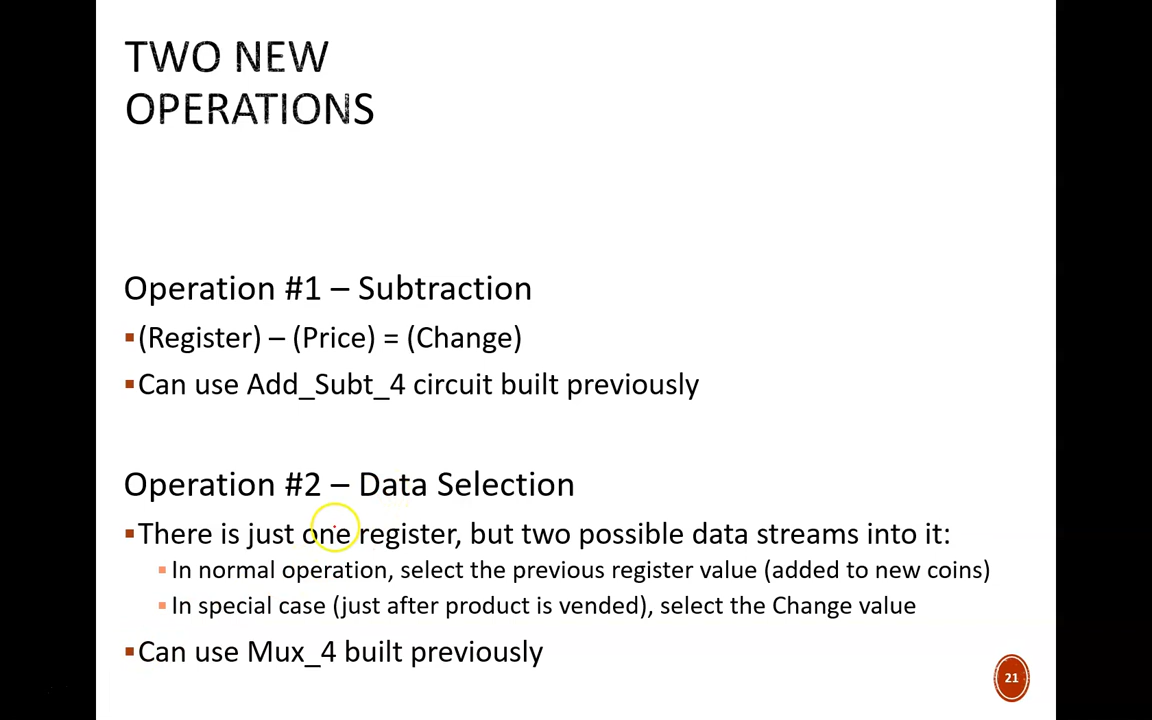 TWO NEW
OPERATIONS
Operation #1 – Subtraction
▪(Register) – (Price) = (Change)
▪Can use Add_Subt_4 circuit built previously
Operation #2 – Data Selection
▪There is just one register, but two possible data streams into it:
▪In normal operation, select the previous register value (added to new coins)
▪In special case (just after product is vended), select the Change value
▪Can use Mux_4 built previously
21